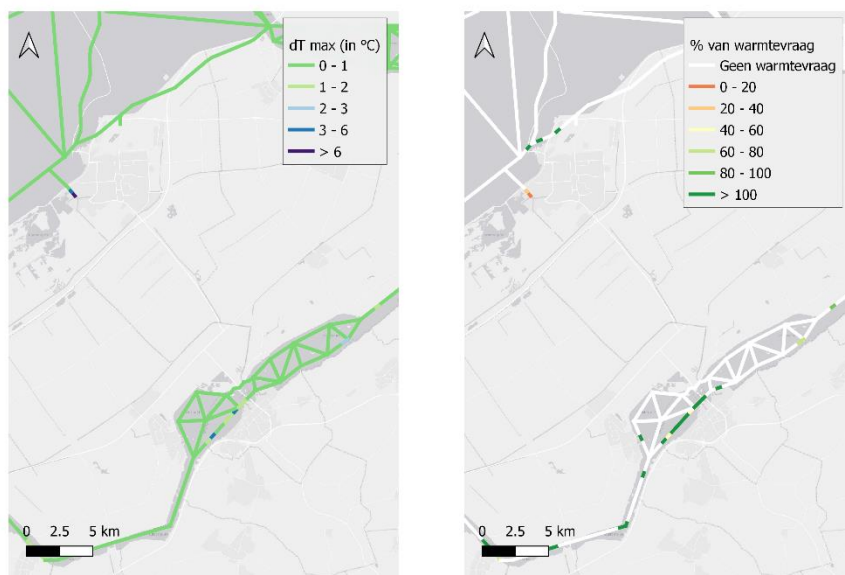 dT max (in °C)
0 - 1
1 - 2
2 - 3
3 - 6
> 6
0 2.5 5 km
% van warmtevraag
Geen warmtevraag
0 - 20
20 - 40
40 - 60
60 - 80
80 - 100
> 100
0 2.5 5 km